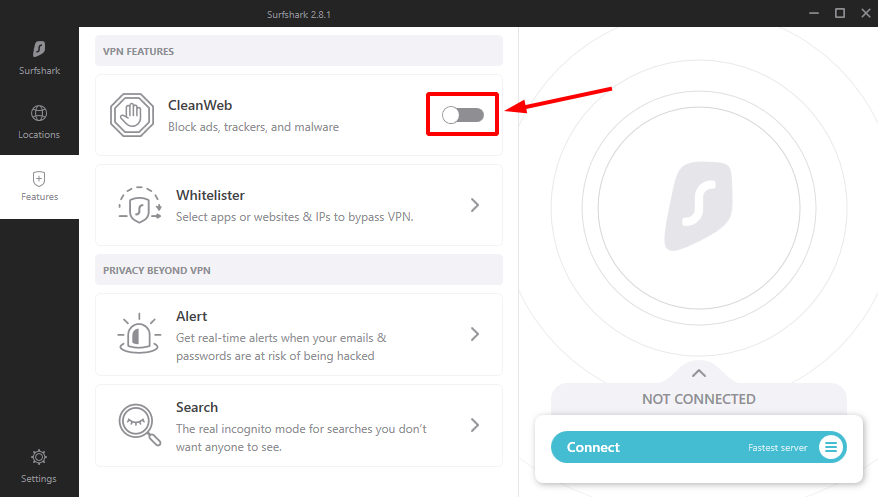 Surfshark 2.8.1
Surfshark
Locations
Features
Settings
VPN FEATURES
CleanWeb
Block ads, trackers, and malware
Whitelister
Select apps or websites & IPs to bypass VPN.
PRIVACY BEYOND VPN
Alert
Get real-time alerts when your emails &
passwords are at risk of being hacked
Search
The real incognito mode for searches you don’t
want anyone to see.
NOT CONNECTED
Connect
Fastest server